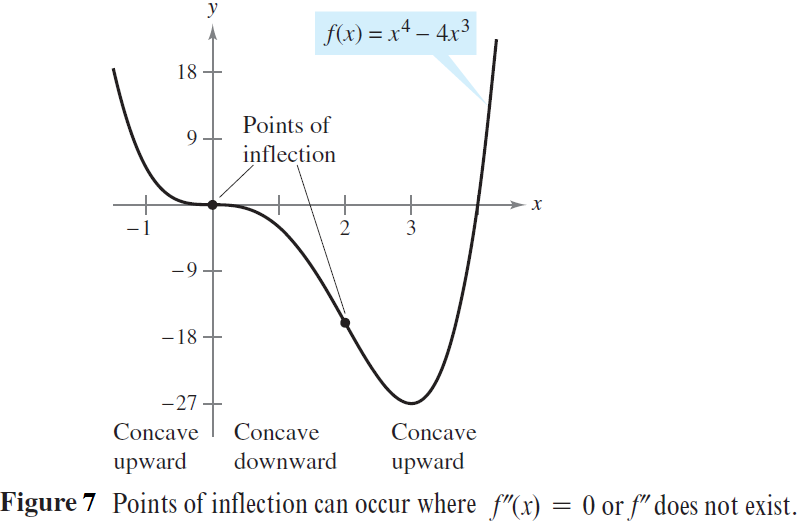 y
f(x) = x⁴ – 4x³
18
Points of
inflection
9
x
–1
2
3
–9
–18
–27
Concave
upward
Concave
downward
Concave
upward
Figure 7 Points of inflection can occur where f″(x) = 0 or f″ does not exist.